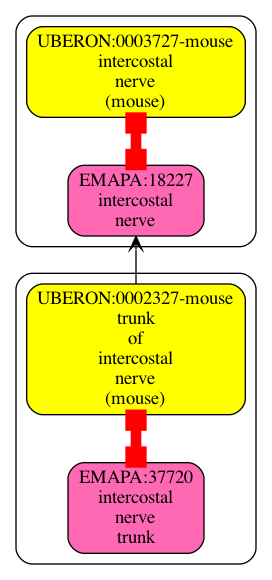 UBERON:0003727-mouse
intercostal
nerve
(mouse)
EMAPA:18227
intercostal
nerve
UBERON:0002327-mouse
trunk
of
intercostal
nerve
(mouse)
EMAPA:37720
intercostal
nerve
trunk